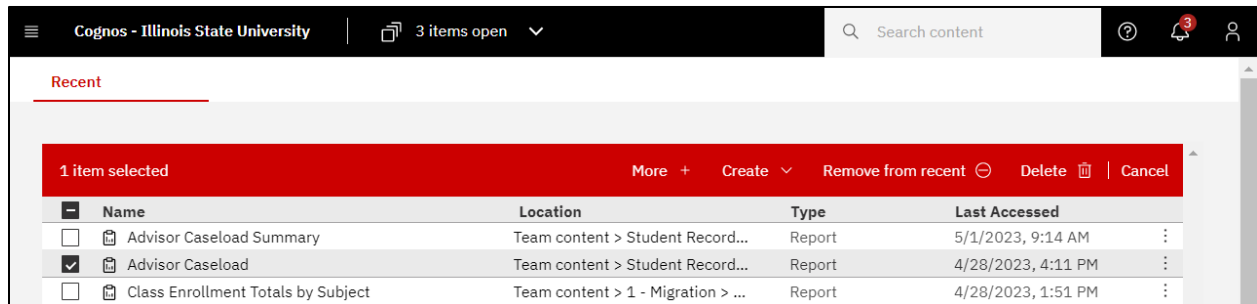 Cognos - Illinois State University 3 items open Search content 3
Recent
1 item selected More + Create Remove from recent Delete Cancel
Name Location Type Last Accessed
Advisor Caseload Summary Team content > Student Record... Report 5/1/2023, 9:14 AM
Advisor Caseload Team content > Student Record... Report 4/28/2023, 4:11 PM
Class Enrollment Totals by Subject Team content > 1 - Migration > ... Report 4/28/2023, 1:51 PM